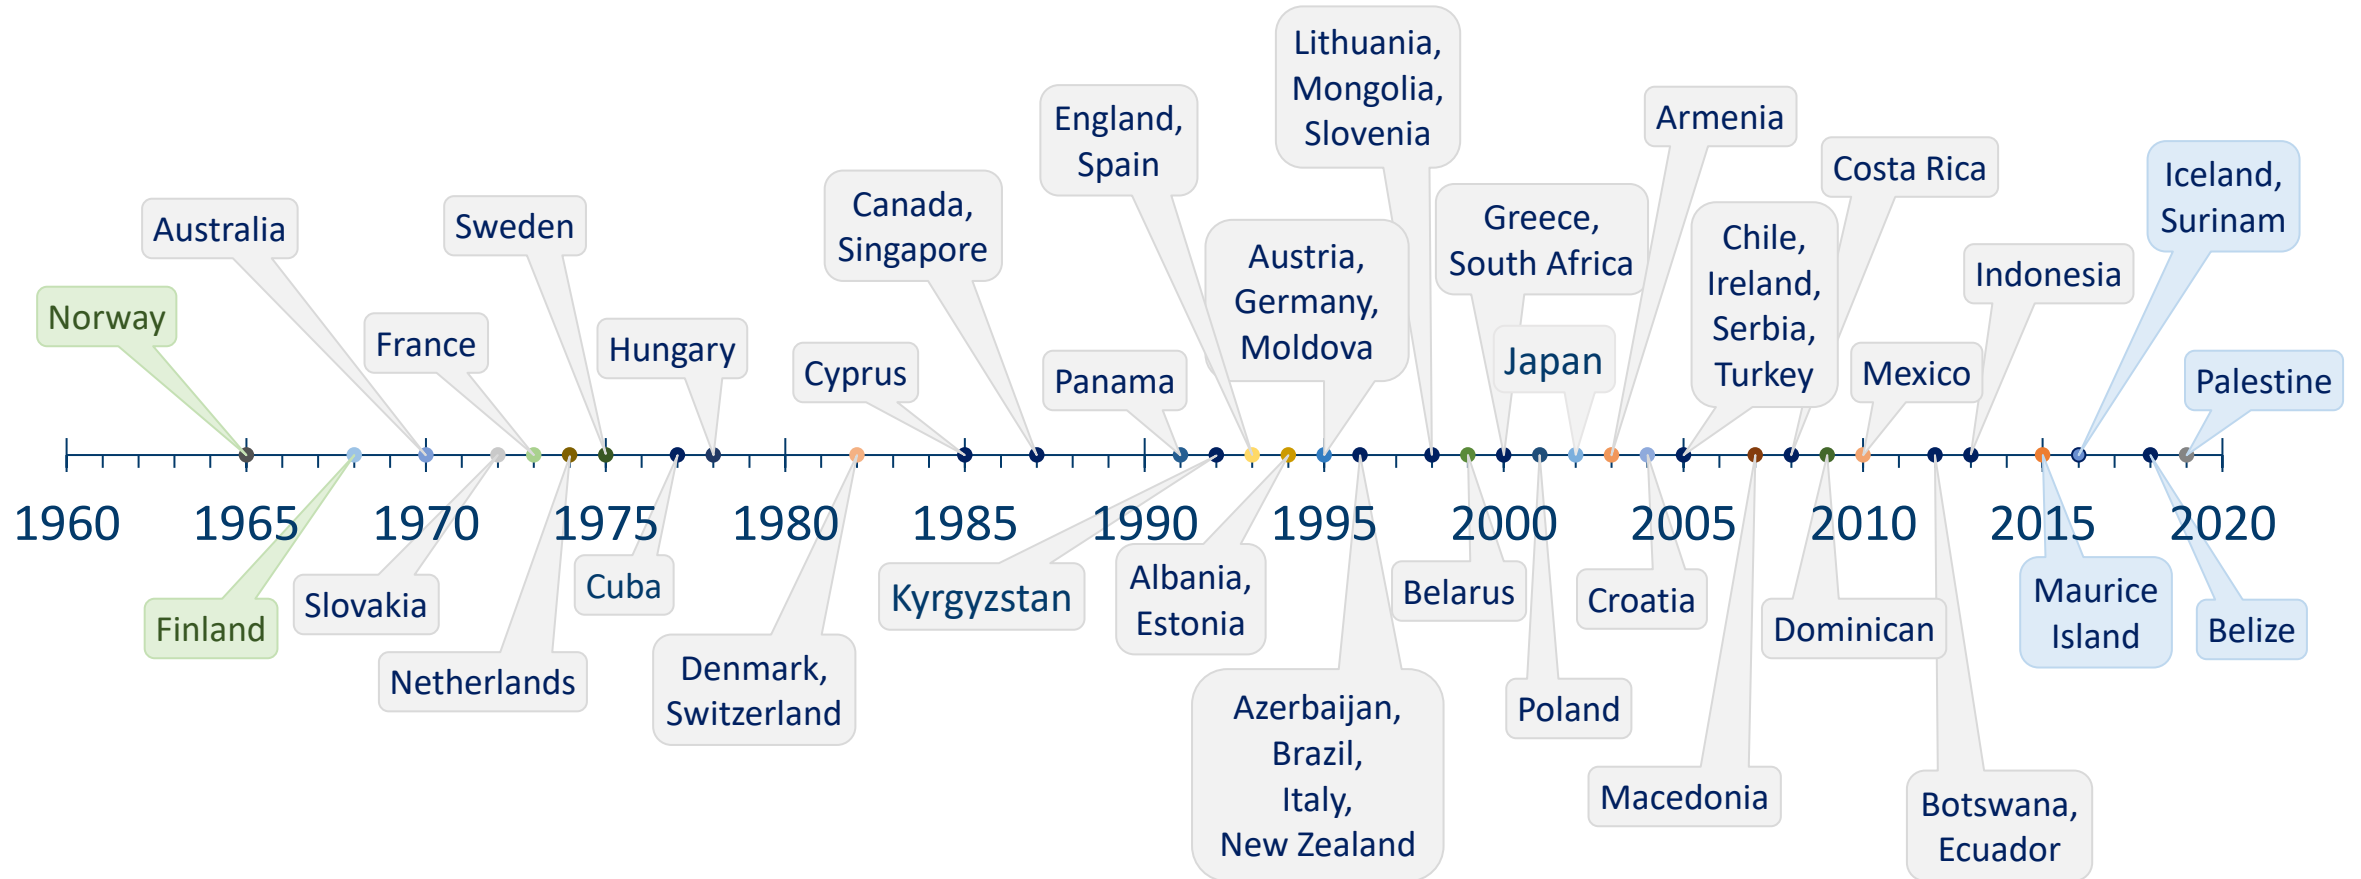 Lithuania,
Mongolia,
Slovenia
England,
Spain
Armenia
Costa Rica
Iceland,
Surinam
Canada,
Singapore
Australia
Sweden
Greece,
South Africa
Chile,
Ireland,
Serbia,
Turkey
Austria,
Germany,
Moldova
Indonesia
Norway
France
Hungary
Cyprus
Panama
Japan
Mexico
Palestine
1960 1965 1970 1975 1980 1985 1990 1995 2000 2005 2010 2015 2020
Finland
Slovakia
Cuba
Netherlands
Denmark,
Switzerland
Kyrgyzstan
Albania,
Estonia
Belarus
Croatia
Dominican
Maurice
Island
Belize
Azerbaijan,
Brazil,
Italy,
New Zealand
Poland
Macedonia
Botswana,
Ecuador